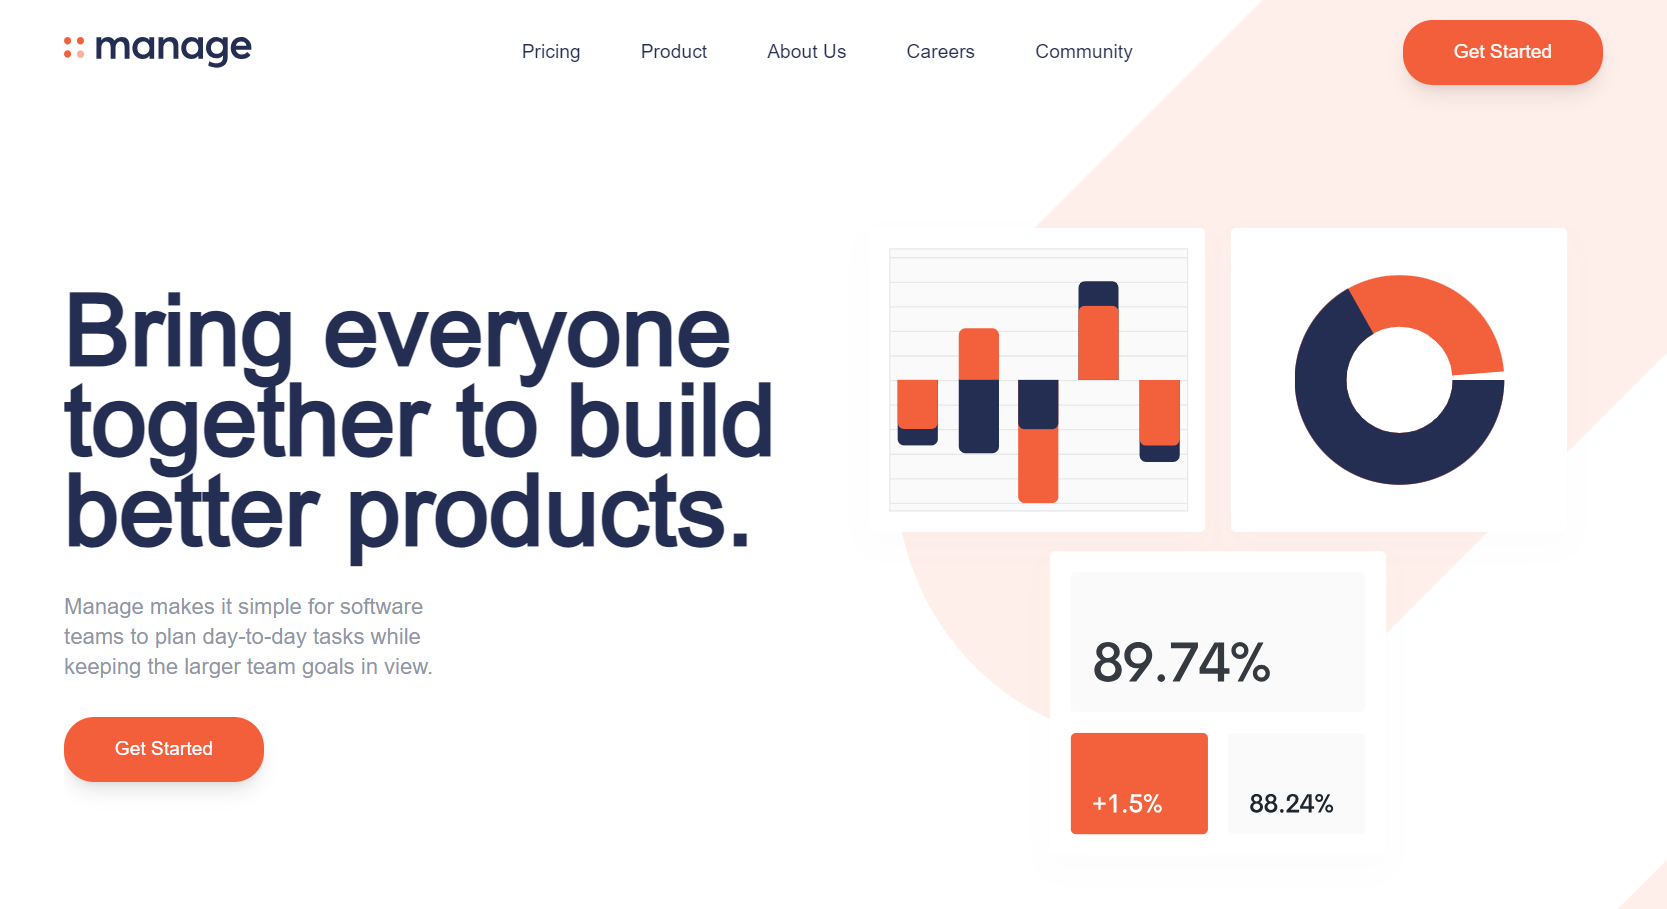 manage
Pricing
Product
About Us
Careers
Community
Get Started
Bring everyone
together to build
better products.
Manage makes it simple for software
teams to plan day-to-day tasks while
keeping the larger team goals in view.
Get Started
89.74%
+1.5%
88.24%